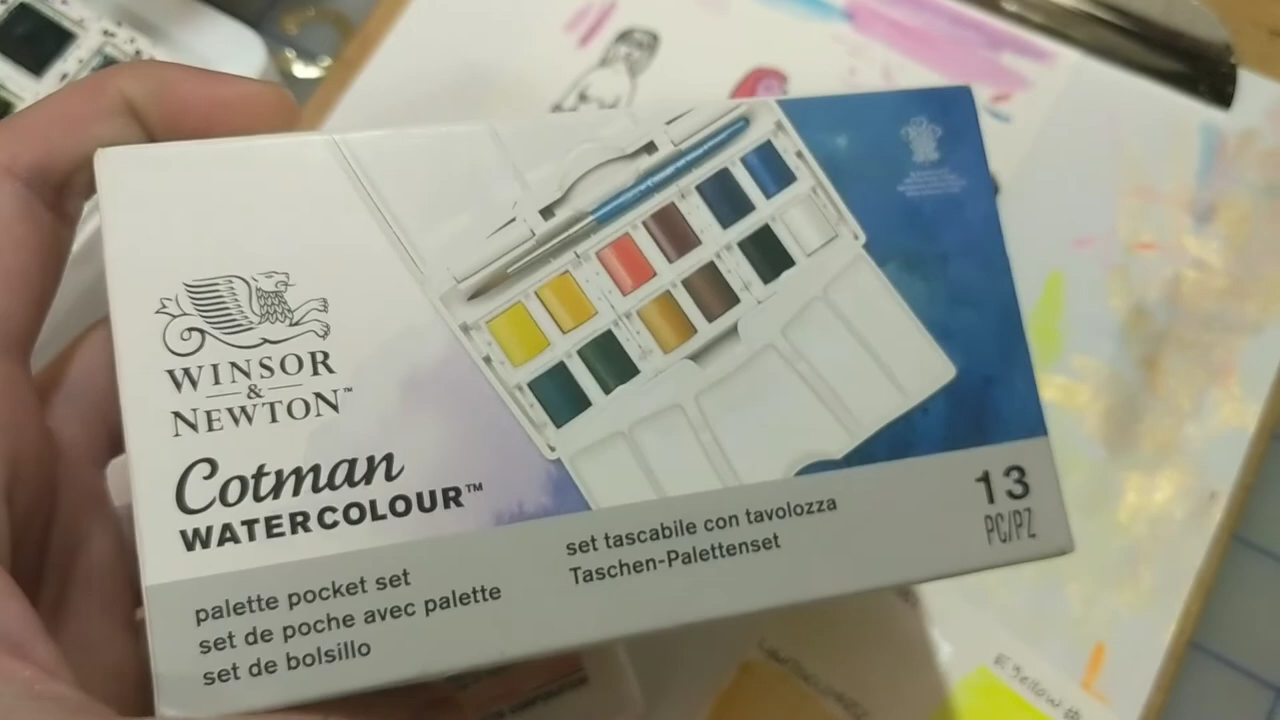 WINSOR
&
NEWTON™
Cotman
WATERCOLOUR™
palette pocket set
set de poche avec palette
set de bolsillo
set tascabile con tavolozza
Taschen-Palettenset
13
PC/PZ